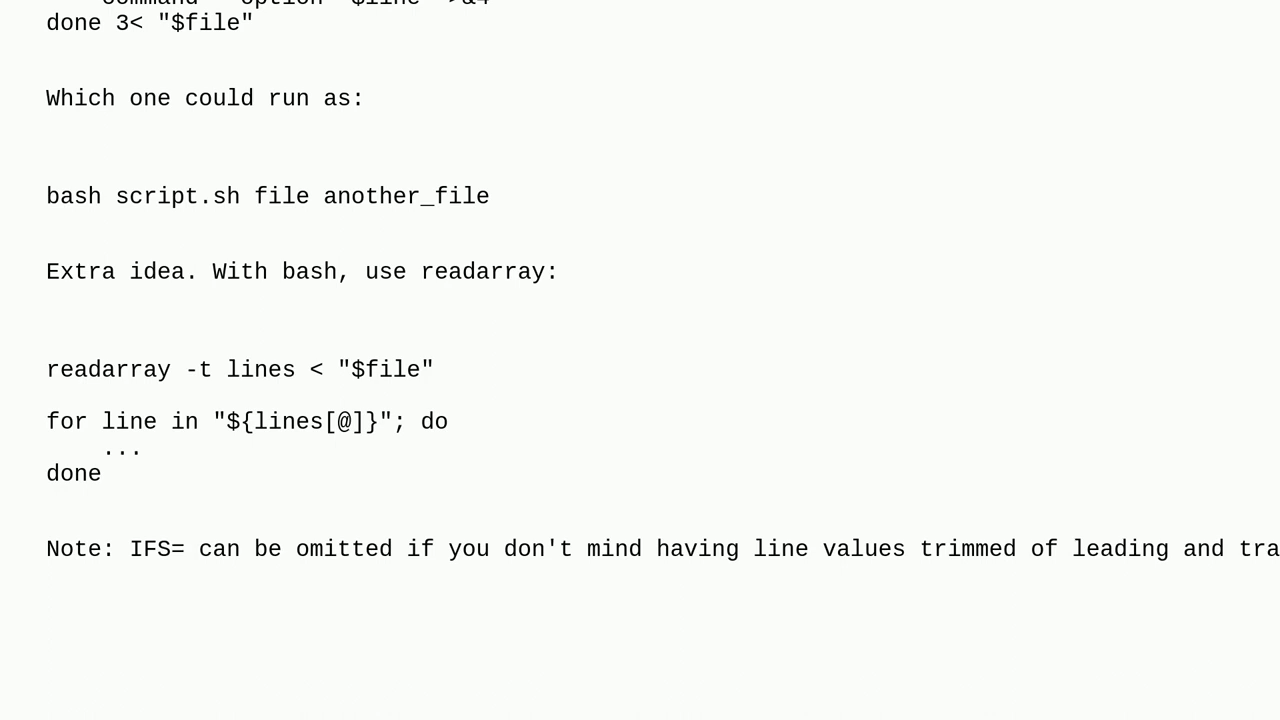 done 3< "$file"
Which one could run as:
bash script.sh file another_file
Extra idea. With bash, use readarray:
readarray -t lines < "$file"
for line in "${lines[@]}"; do
    ...
done
Note: IFS= can be omitted if you don't mind having line values trimmed of leading and tra